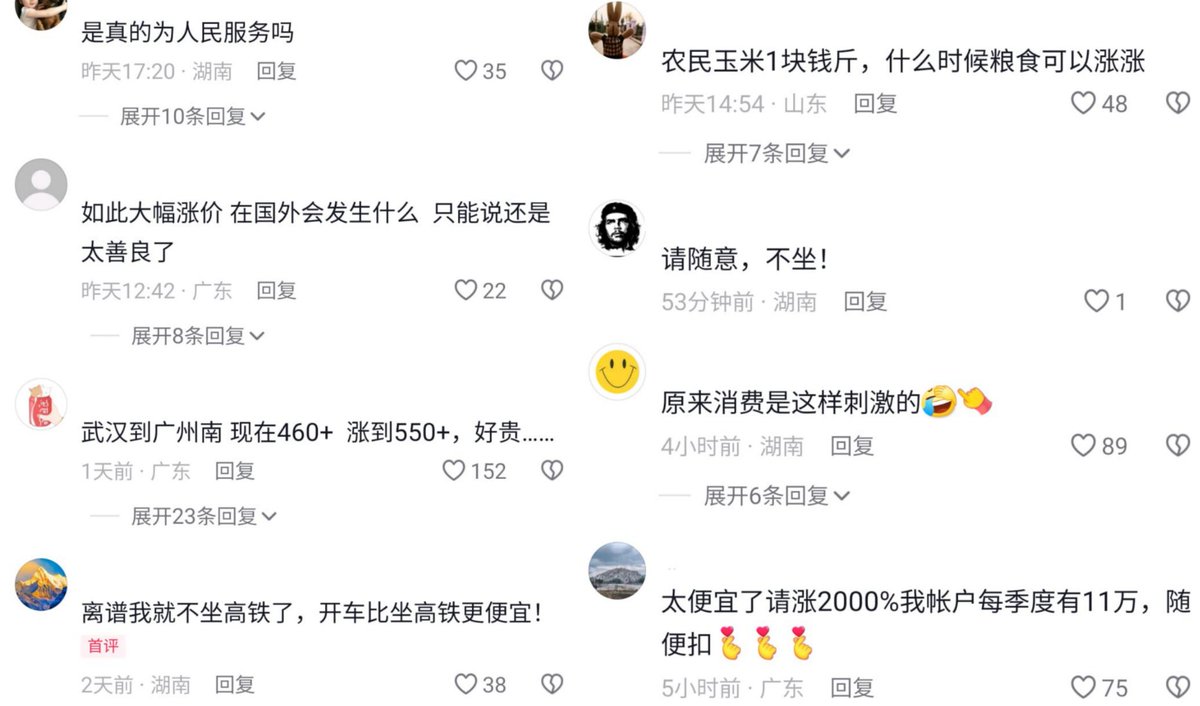 是真的为人民服务吗
昨天17:20 · 湖南 回复 35
展开10条回复
如此大幅涨价 在国外会发生什么 只能说还是
太善良了
昨天12:42 · 广东 回复 22
展开8条回复
武汉到广州南 现在460+ 涨到550+，好贵……
1天前 · 广东 回复 152
展开23条回复
离谱我就不坐高铁了，开车比坐高铁更便宜！
首评
2天前 · 湖南 回复 38
农民玉米1块钱斤，什么时候粮食可以涨涨
昨天14:54 · 山东 回复 48
展开7条回复
请随意，不坐！
53分钟前 · 湖南 回复 1
原来消费是这样刺激的🤣👈
4小时前 · 湖南 回复 89
展开6条回复
太便宜了请涨2000%我帐户每季度有11万，随
便扣🫰🫰🫰
5小时前 · 广东 回复 75